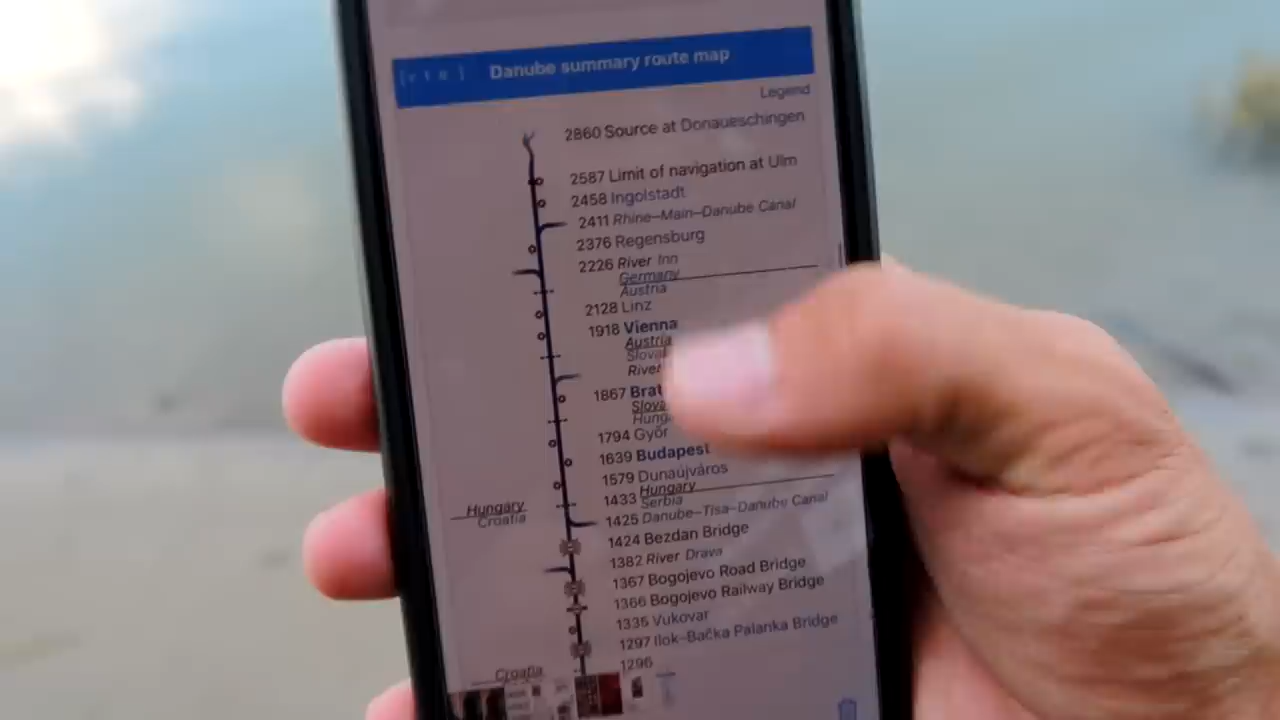 [v t e] Danube summary route map
Legend
2860 Source at Donaueschingen
2587 Limit of navigation at Ulm
2458 Ingolstadt
2411 Rhine–Main–Danube Canal
2376 Regensburg
2226 River Inn
Germany
Austria
2128 Linz
1918 Vienna
Austria
River
1867
1794 Győr
1639 Budapest
1579 Dunaújváros
1433 Hungary
Serbia
Hungary
Croatia
1425 Danube–Tisa–Danube Canal
1424 Bezdan Bridge
1382 River Drava
1367 Bogojevo Road Bridge
1366 Bogojevo Railway Bridge
1335 Vukovar
1297 Ilok–Bačka Palanka Bridge
1296
Croatia